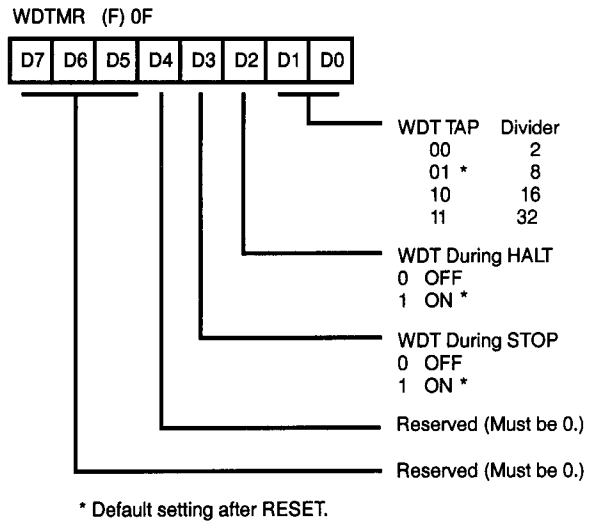 WDTMR (F) 0F
D7 D6 D5 D4 D3 D2 D1 D0
WDT TAP Divider
00 2
01 * 8
10 16
11 32
WDT During HALT
0 OFF
1 ON *
WDT During STOP
0 OFF
1 ON *
Reserved (Must be 0.)
Reserved (Must be 0.)
* Default setting after RESET.